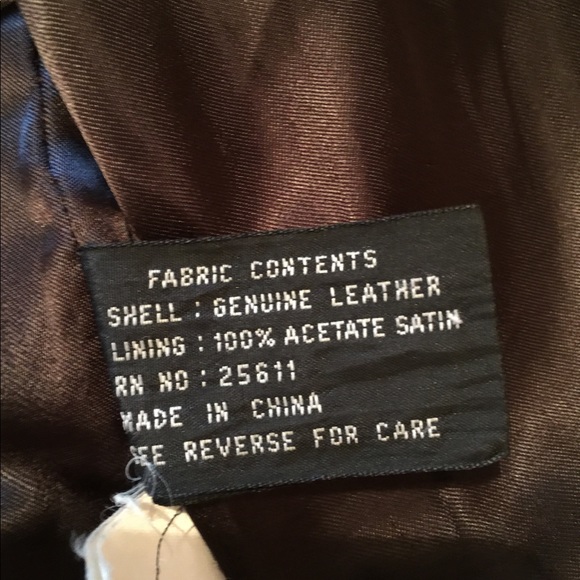 FABRIC CONTENTS
SHELL : GENUINE LEATHER
LINING : 100% ACETATE SATIN
RN NO : 25611
MADE IN CHINA
SEE REVERSE FOR CARE